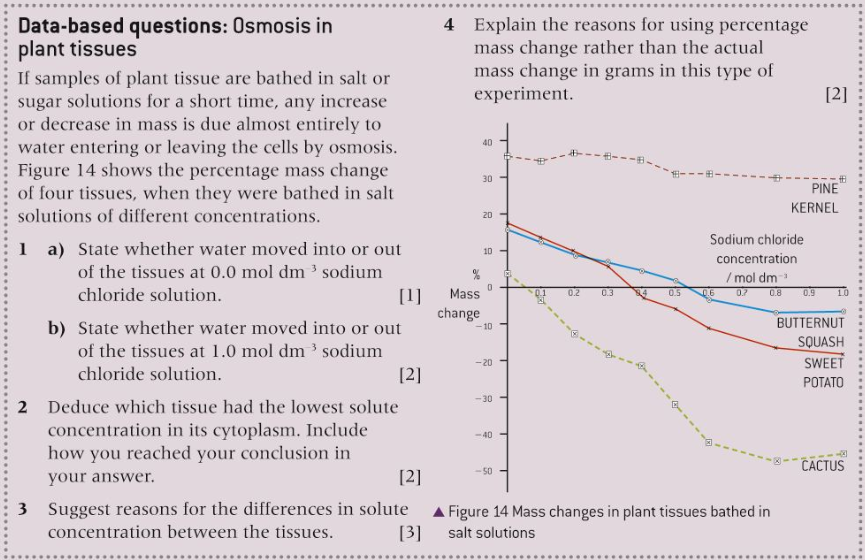 Data-based questions: Osmosis in
plant tissues
If samples of plant tissue are bathed in salt or
sugar solutions for a short time, any increase
or decrease in mass is due almost entirely to
water entering or leaving the cells by osmosis.
Figure 14 shows the percentage mass change
of four tissues, when they were bathed in salt
solutions of different concentrations.
1 a) State whether water moved into or out
of the tissues at 0.0 mol dm⁻³ sodium
chloride solution. [1]
b) State whether water moved into or out
of the tissues at 1.0 mol dm⁻³ sodium
chloride solution. [2]
2 Deduce which tissue had the lowest solute
concentration in its cytoplasm. Include
how you reached your conclusion in
your answer. [2]
3 Suggest reasons for the differences in solute
concentration between the tissues. [3]
4 Explain the reasons for using percentage
mass change rather than the actual
mass change in grams in this type of
experiment. [2]
40
30
20
10
0
−10
−20
−30
−40
−50
%
Mass
change
0.1 0.2 0.3 0.4 0.5 0.6 0.7 0.8 0.9 1.0
Sodium chloride
concentration
/ mol dm⁻³
PINE
KERNEL
BUTTERNUT
SQUASH
SWEET
POTATO
CACTUS
▲ Figure 14 Mass changes in plant tissues bathed in
salt solutions